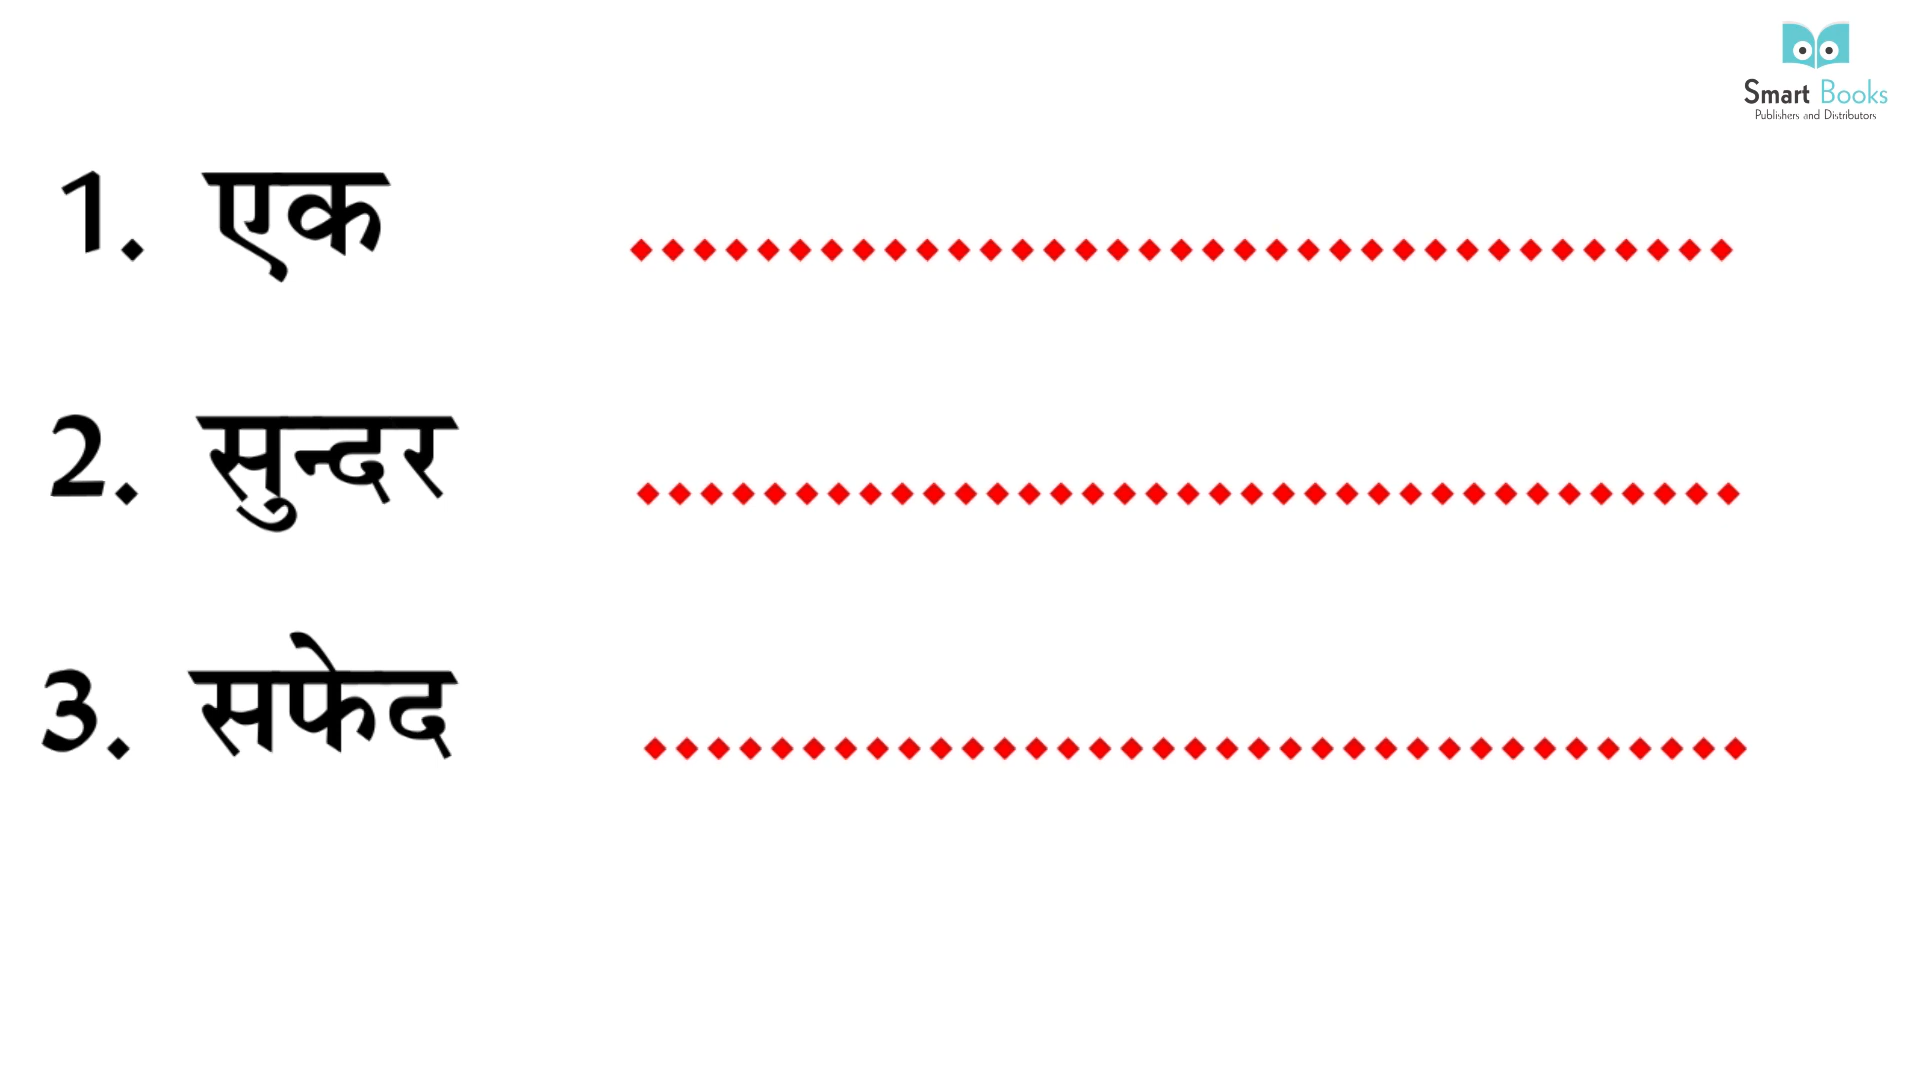 Smart Books
Publishers and Distributors
1. एक ...................................
2. सुन्दर ...................................
3. सफेद ...................................